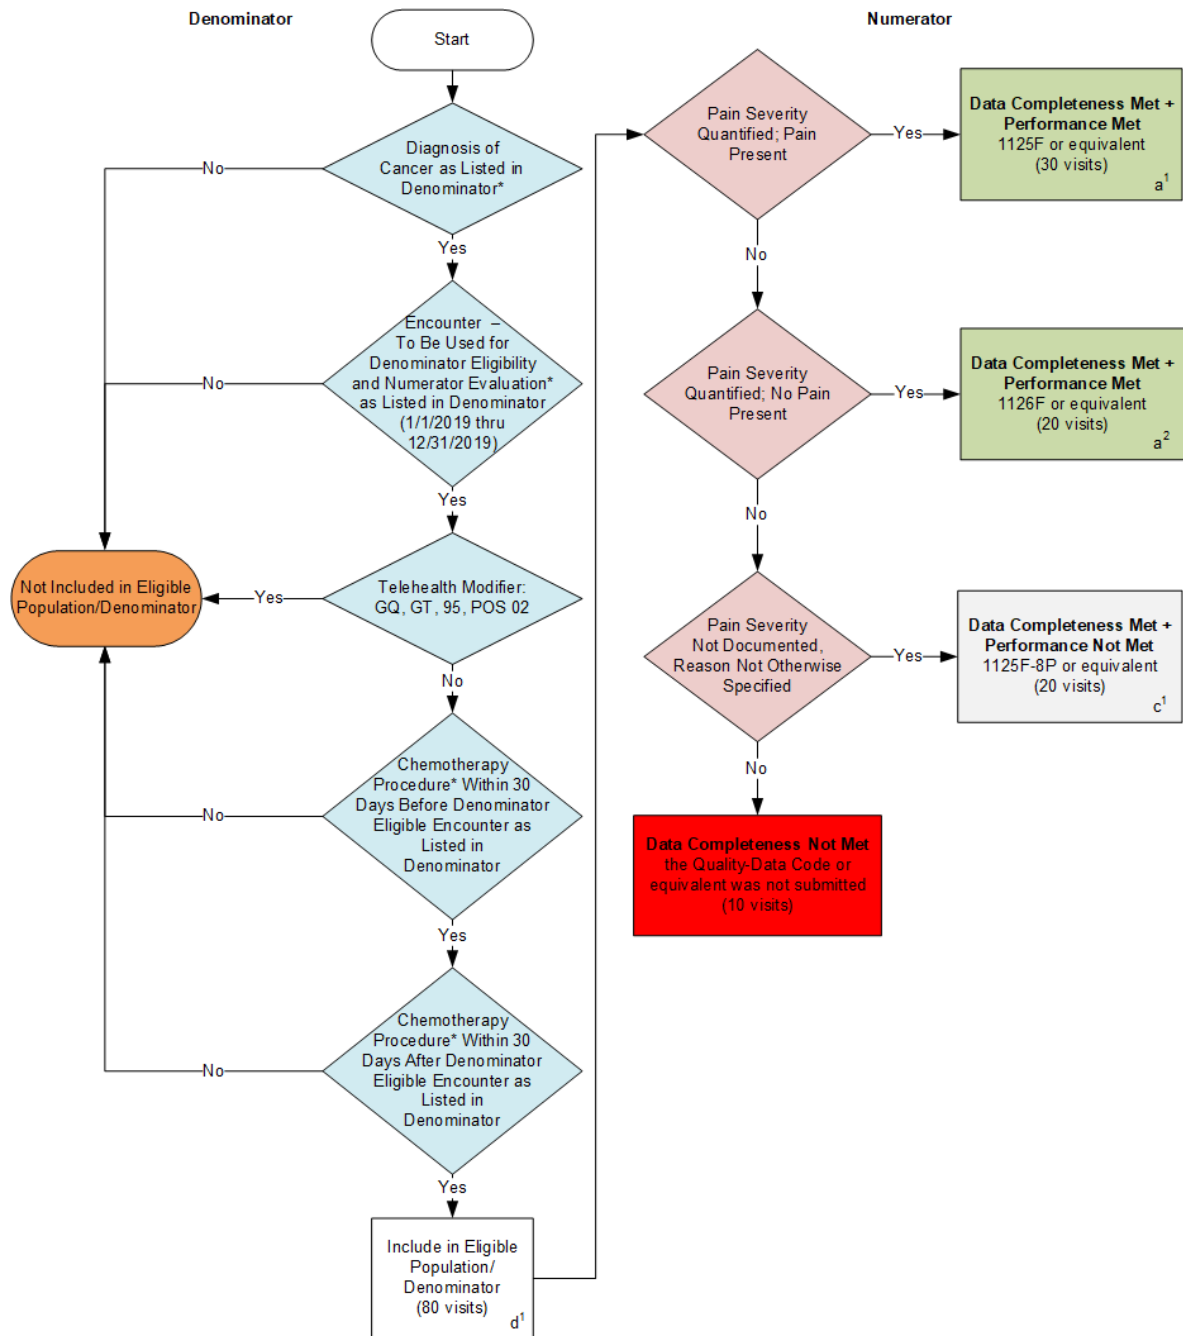 Denominator
Start
Diagnosis of
Cancer as Listed in
Denominator*
No
Yes
Encounter –
To Be Used for
Denominator Eligibility
and Numerator Evaluation*
as Listed in Denominator
(1/1/2019 thru
12/31/2019)
No
Yes
Telehealth Modifier:
GQ, GT, 95, POS 02
Yes
Not Included in Eligible
Population/Denominator
No
Chemotherapy
Procedure* Within 30
Days Before Denominator
Eligible Encounter as
Listed in
Denominator
No
Yes
Chemotherapy
Procedure* Within 30
Days After Denominator
Eligible Encounter as
Listed in
Denominator
No
Yes
Include in Eligible
Population/
Denominator
(80 visits)
d¹
Numerator
Pain Severity
Quantified; Pain
Present
Yes
Data Completeness Met +
Performance Met
1125F or equivalent
(30 visits)
a¹
No
Pain Severity
Quantified; No Pain
Present
Yes
Data Completeness Met +
Performance Met
1126F or equivalent
(20 visits)
a²
No
Pain Severity
Not Documented,
Reason Not Otherwise
Specified
Yes
Data Completeness Met +
Performance Not Met
1125F-8P or equivalent
(20 visits)
c¹
No
Data Completeness Not Met
the Quality-Data Code or
equivalent was not submitted
(10 visits)